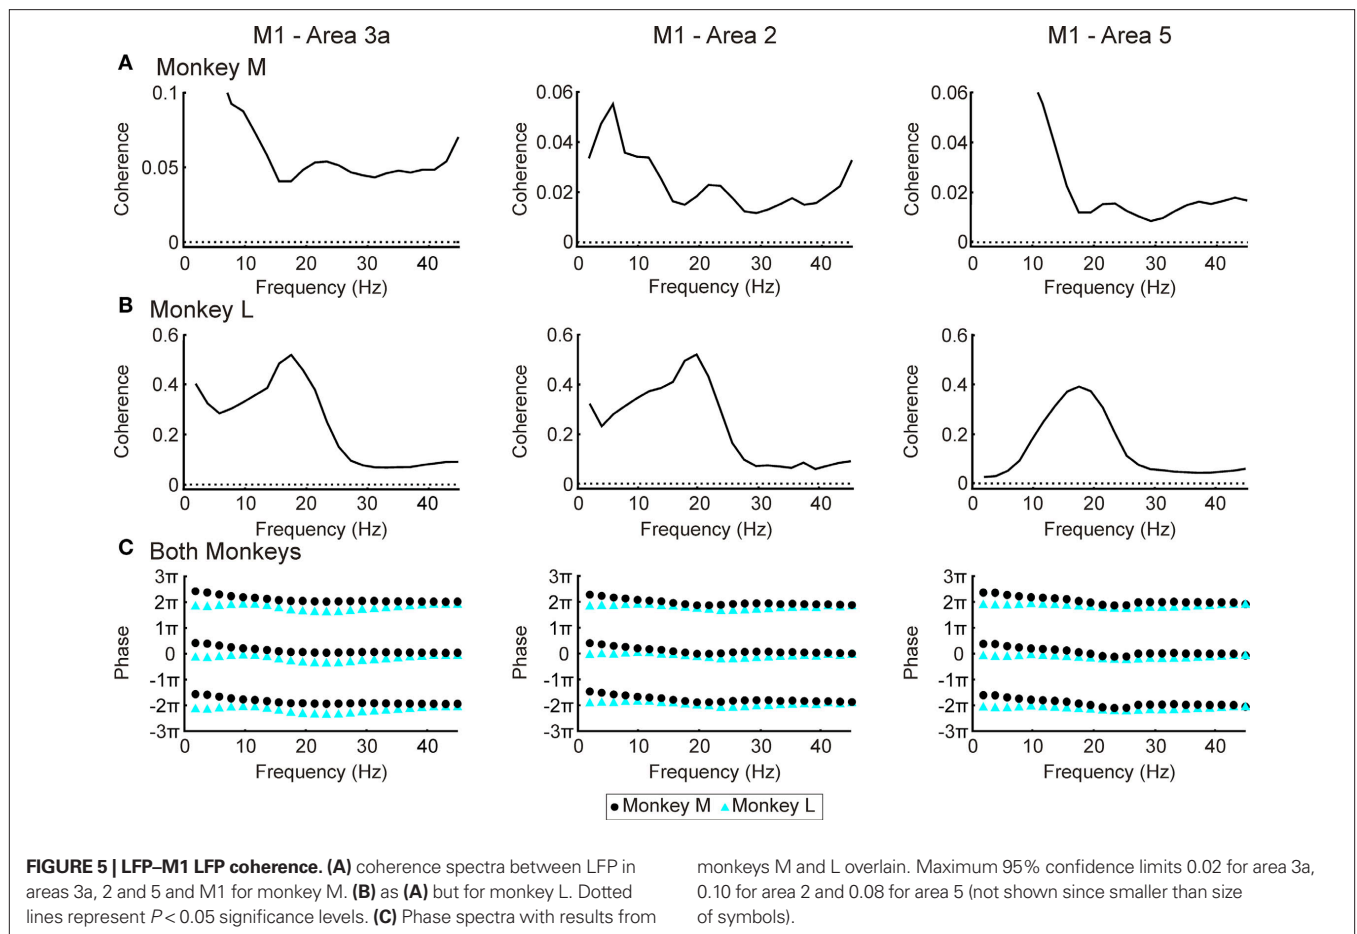 M1 - Area 3a
M1 - Area 2
M1 - Area 5
A Monkey M
Coherence
0.1
0.05
0
0 10 20 30 40
Frequency (Hz)
Coherence
0.06
0.04
0.02
0
0 10 20 30 40
Frequency (Hz)
Coherence
0.06
0.04
0.02
0
0 10 20 30 40
Frequency (Hz)
B Monkey L
Coherence
0.6
0.4
0.2
0
0 10 20 30 40
Frequency (Hz)
Coherence
0.6
0.4
0.2
0
0 10 20 30 40
Frequency (Hz)
Coherence
0.6
0.4
0.2
0
0 10 20 30 40
Frequency (Hz)
C Both Monkeys
Phase
3π
2π
1π
0
-1π
-2π
-3π
0 10 20 30 40
Frequency (Hz)
Phase
3π
2π
1π
0
-1π
-2π
-3π
0 10 20 30 40
Frequency (Hz)
Phase
3π
2π
1π
0
-1π
-2π
-3π
0 10 20 30 40
Frequency (Hz)
Monkey M Monkey L
FIGURE 5 | LFP–M1 LFP coherence. (A) coherence spectra between LFP in
areas 3a, 2 and 5 and M1 for monkey M. (B) as (A) but for monkey L. Dotted
lines represent P < 0.05 significance levels. (C) Phase spectra with results from
monkeys M and L overlain. Maximum 95% confidence limits 0.02 for area 3a,
0.10 for area 2 and 0.08 for area 5 (not shown since smaller than size
of symbols).